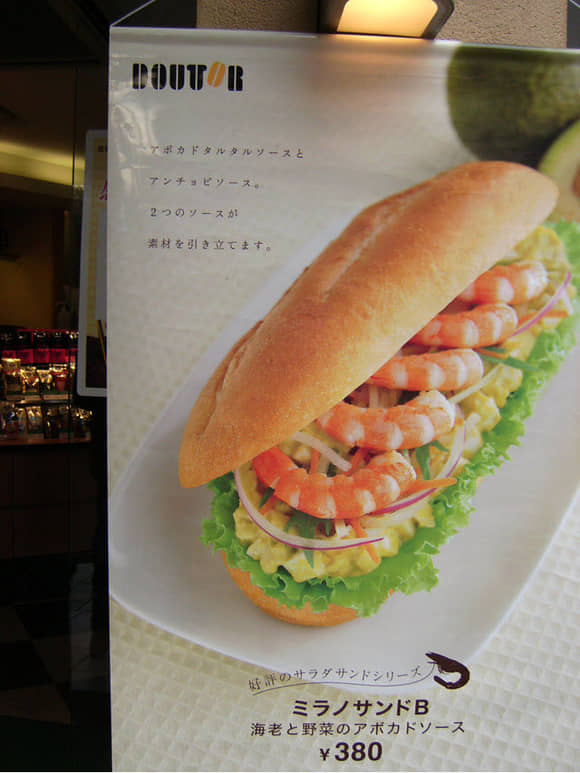 DOUTOR
アボカドタルタルソースと
アンチョビソース。
2つのソースが
素材を引き立てます。
好評のサラダサンドシリーズ
ミラノサンドB
海老と野菜のアボカドソース
¥380